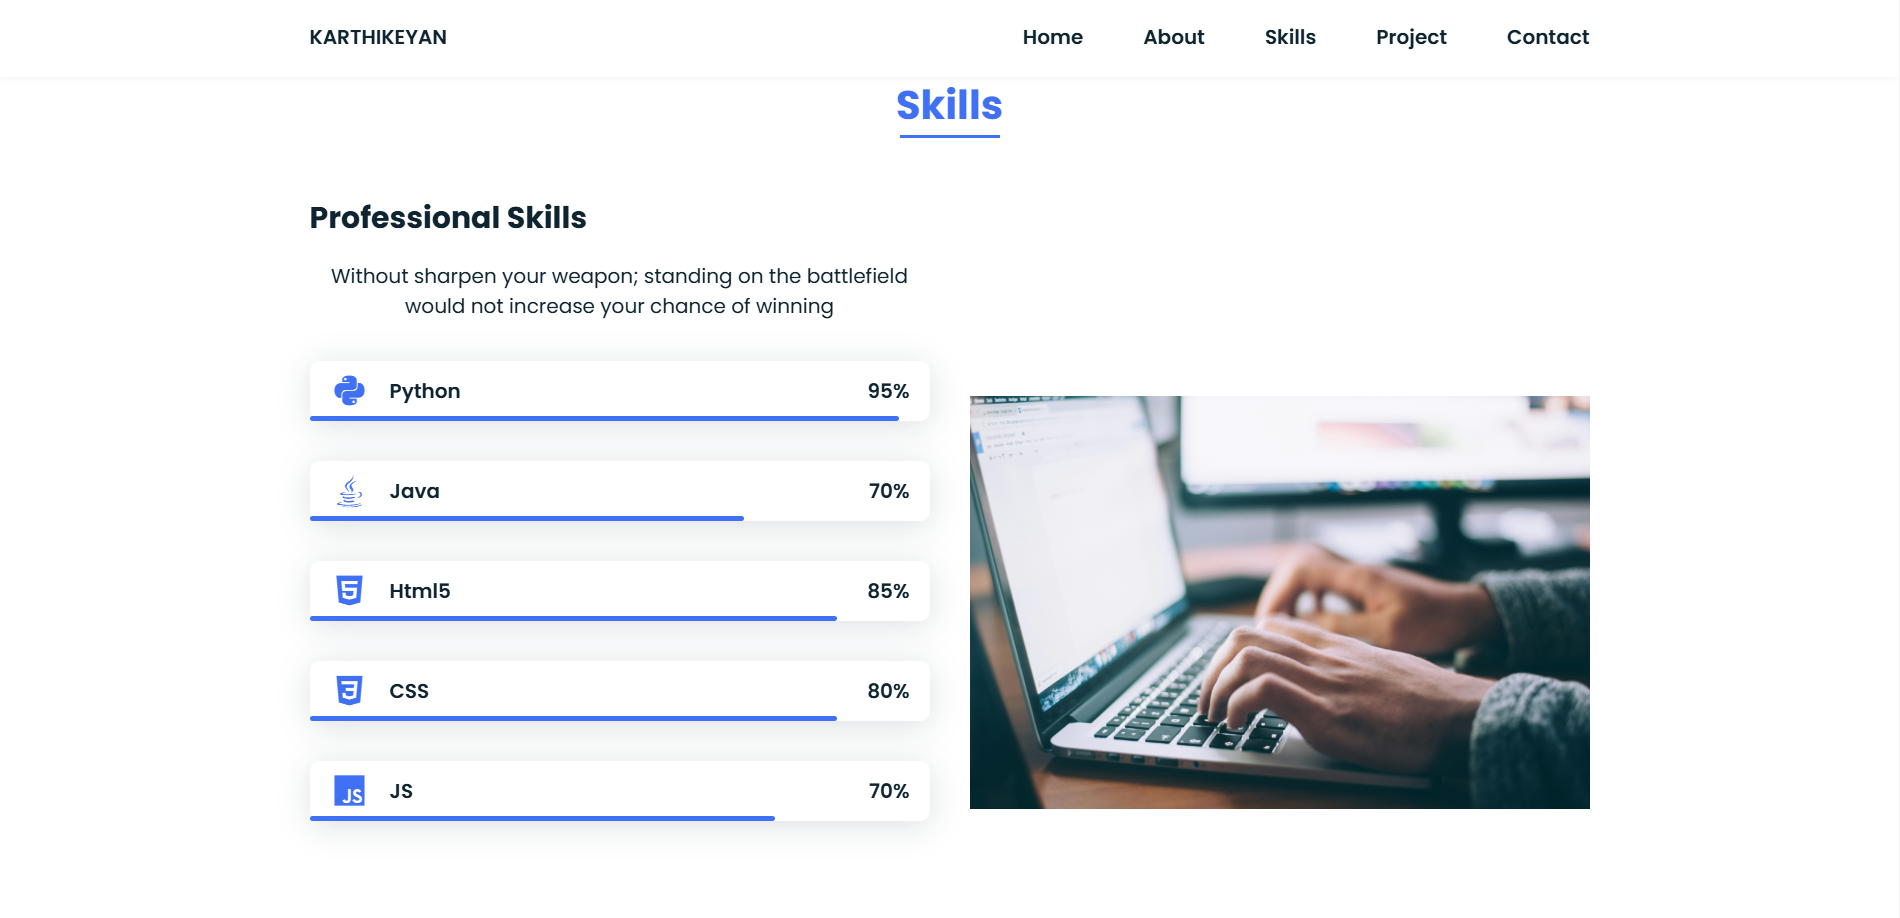 KARTHIKEYAN
Home
About
Skills
Project
Contact
Skills
Professional Skills
Without sharpen your weapon; standing on the battlefield
would not increase your chance of winning
Python 95%
Java 70%
Html5 85%
CSS 80%
JS JS 70%